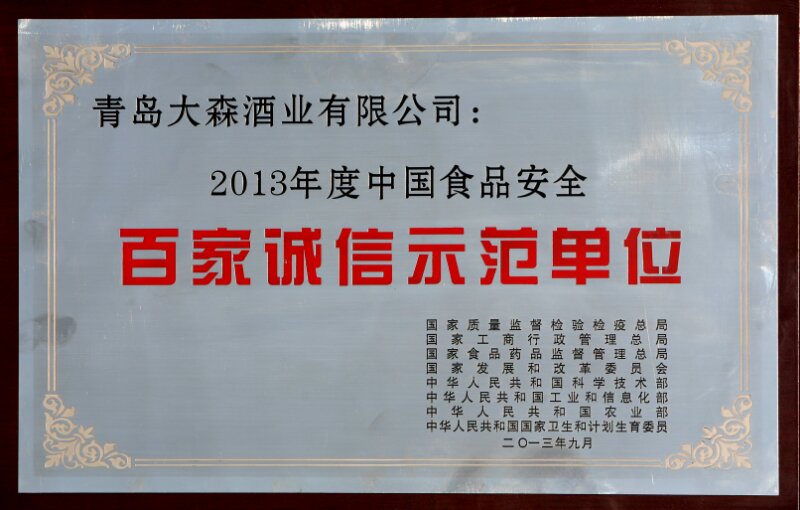 青岛大森酒业有限公司：
2013年度中国食品安全
百家诚信示范单位
国家质量监督检验检疫总局
国家工商行政管理总局
国家食品药品监督管理总局
国家发展和改革委员会
中华人民共和国科学技术部
中华人民共和国工业和信息化部
中华人民共和国农业部
中华人民共和国国家卫生和计划生育委员
二〇一三年九月